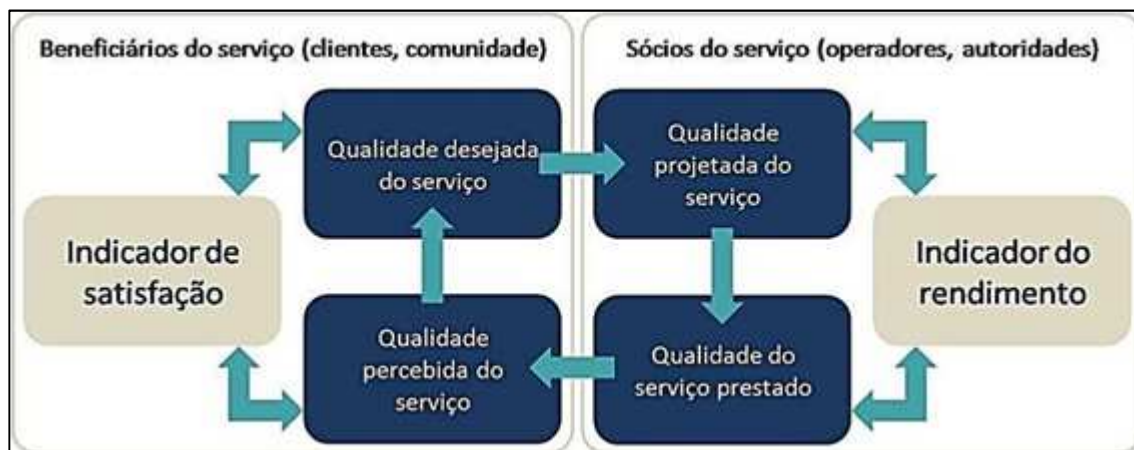 Beneficiários do serviço (clientes, comunidade)
Sócios do serviço (operadores, autoridades)
Qualidade desejada
do serviço
Qualidade
projetada do
serviço
Indicador de
satisfação
Indicador do
rendimento
Qualidade
percebida do
serviço
Qualidade do
serviço prestado